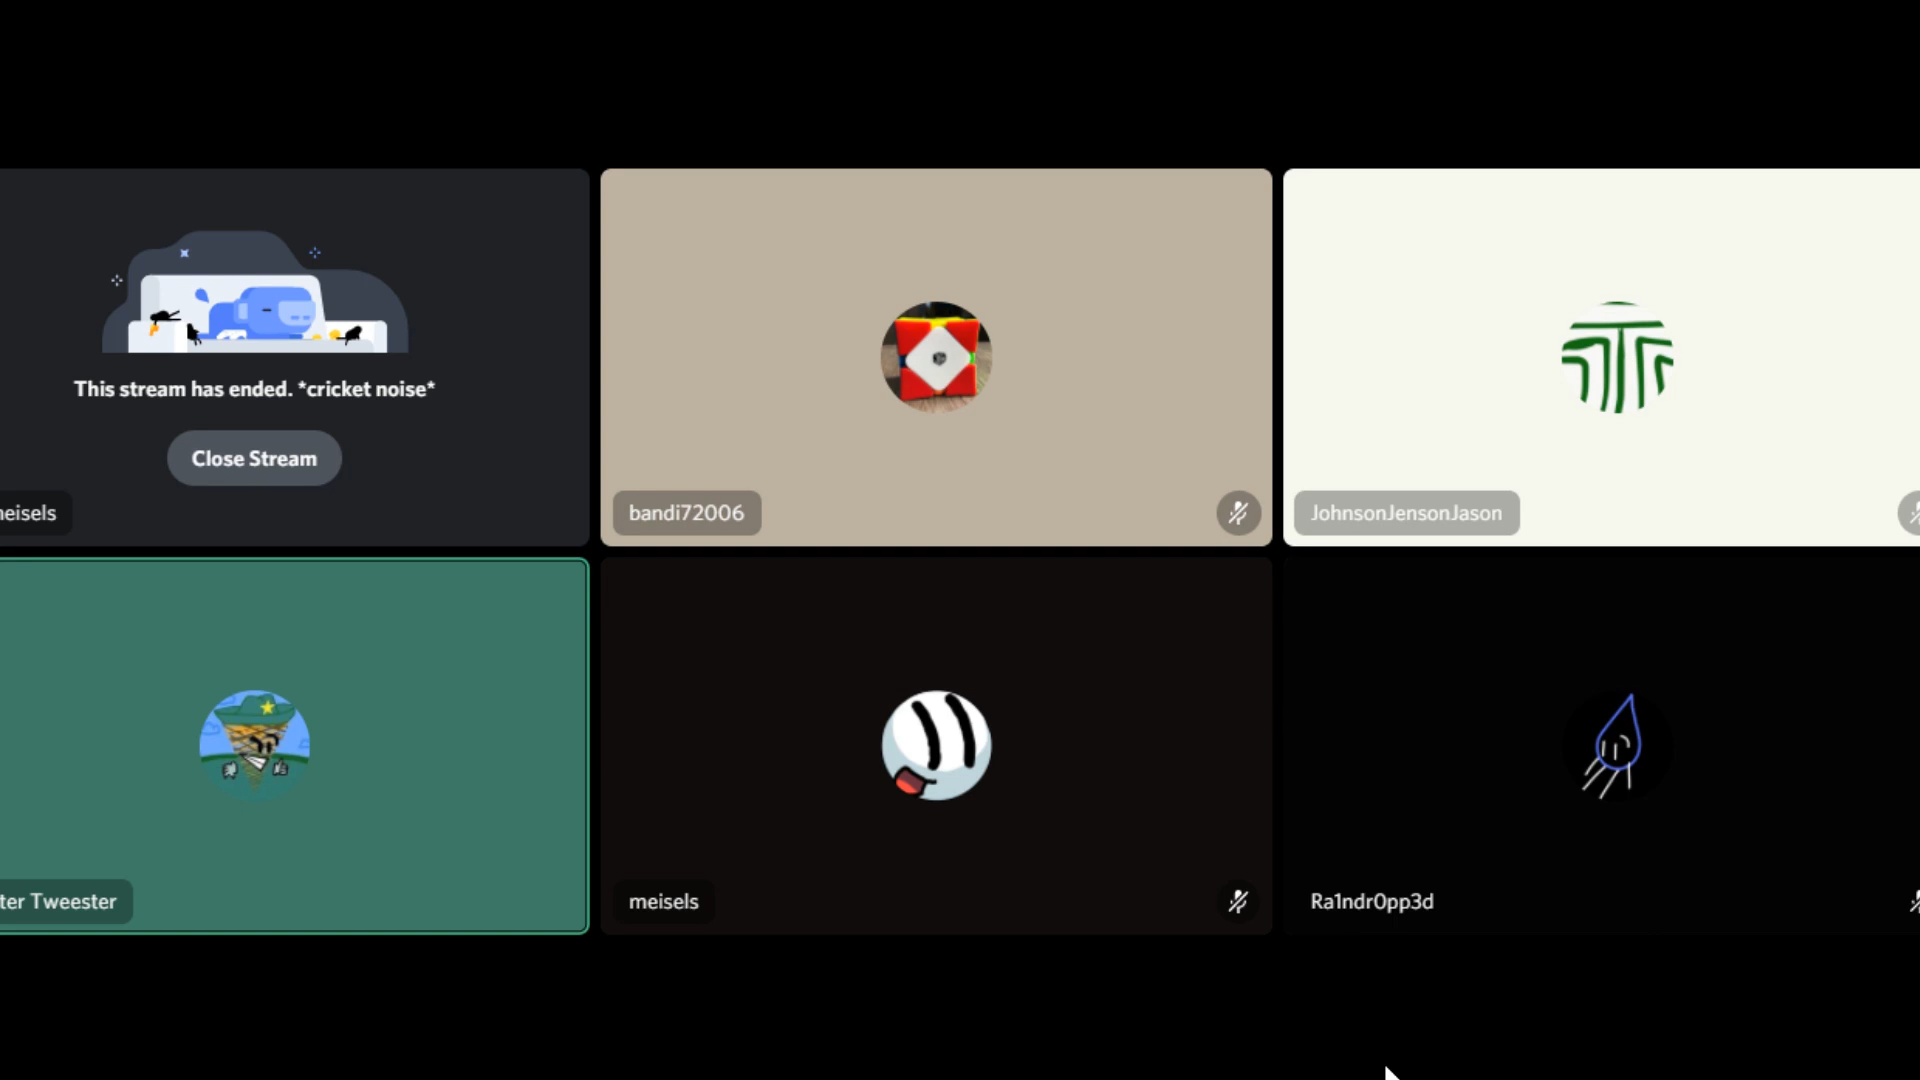 This stream has ended. *cricket noise*
Close Stream
eisels
bandi72006
JohnsonJensonJason
ter Tweester
meisels
Ra1ndr0pp3d